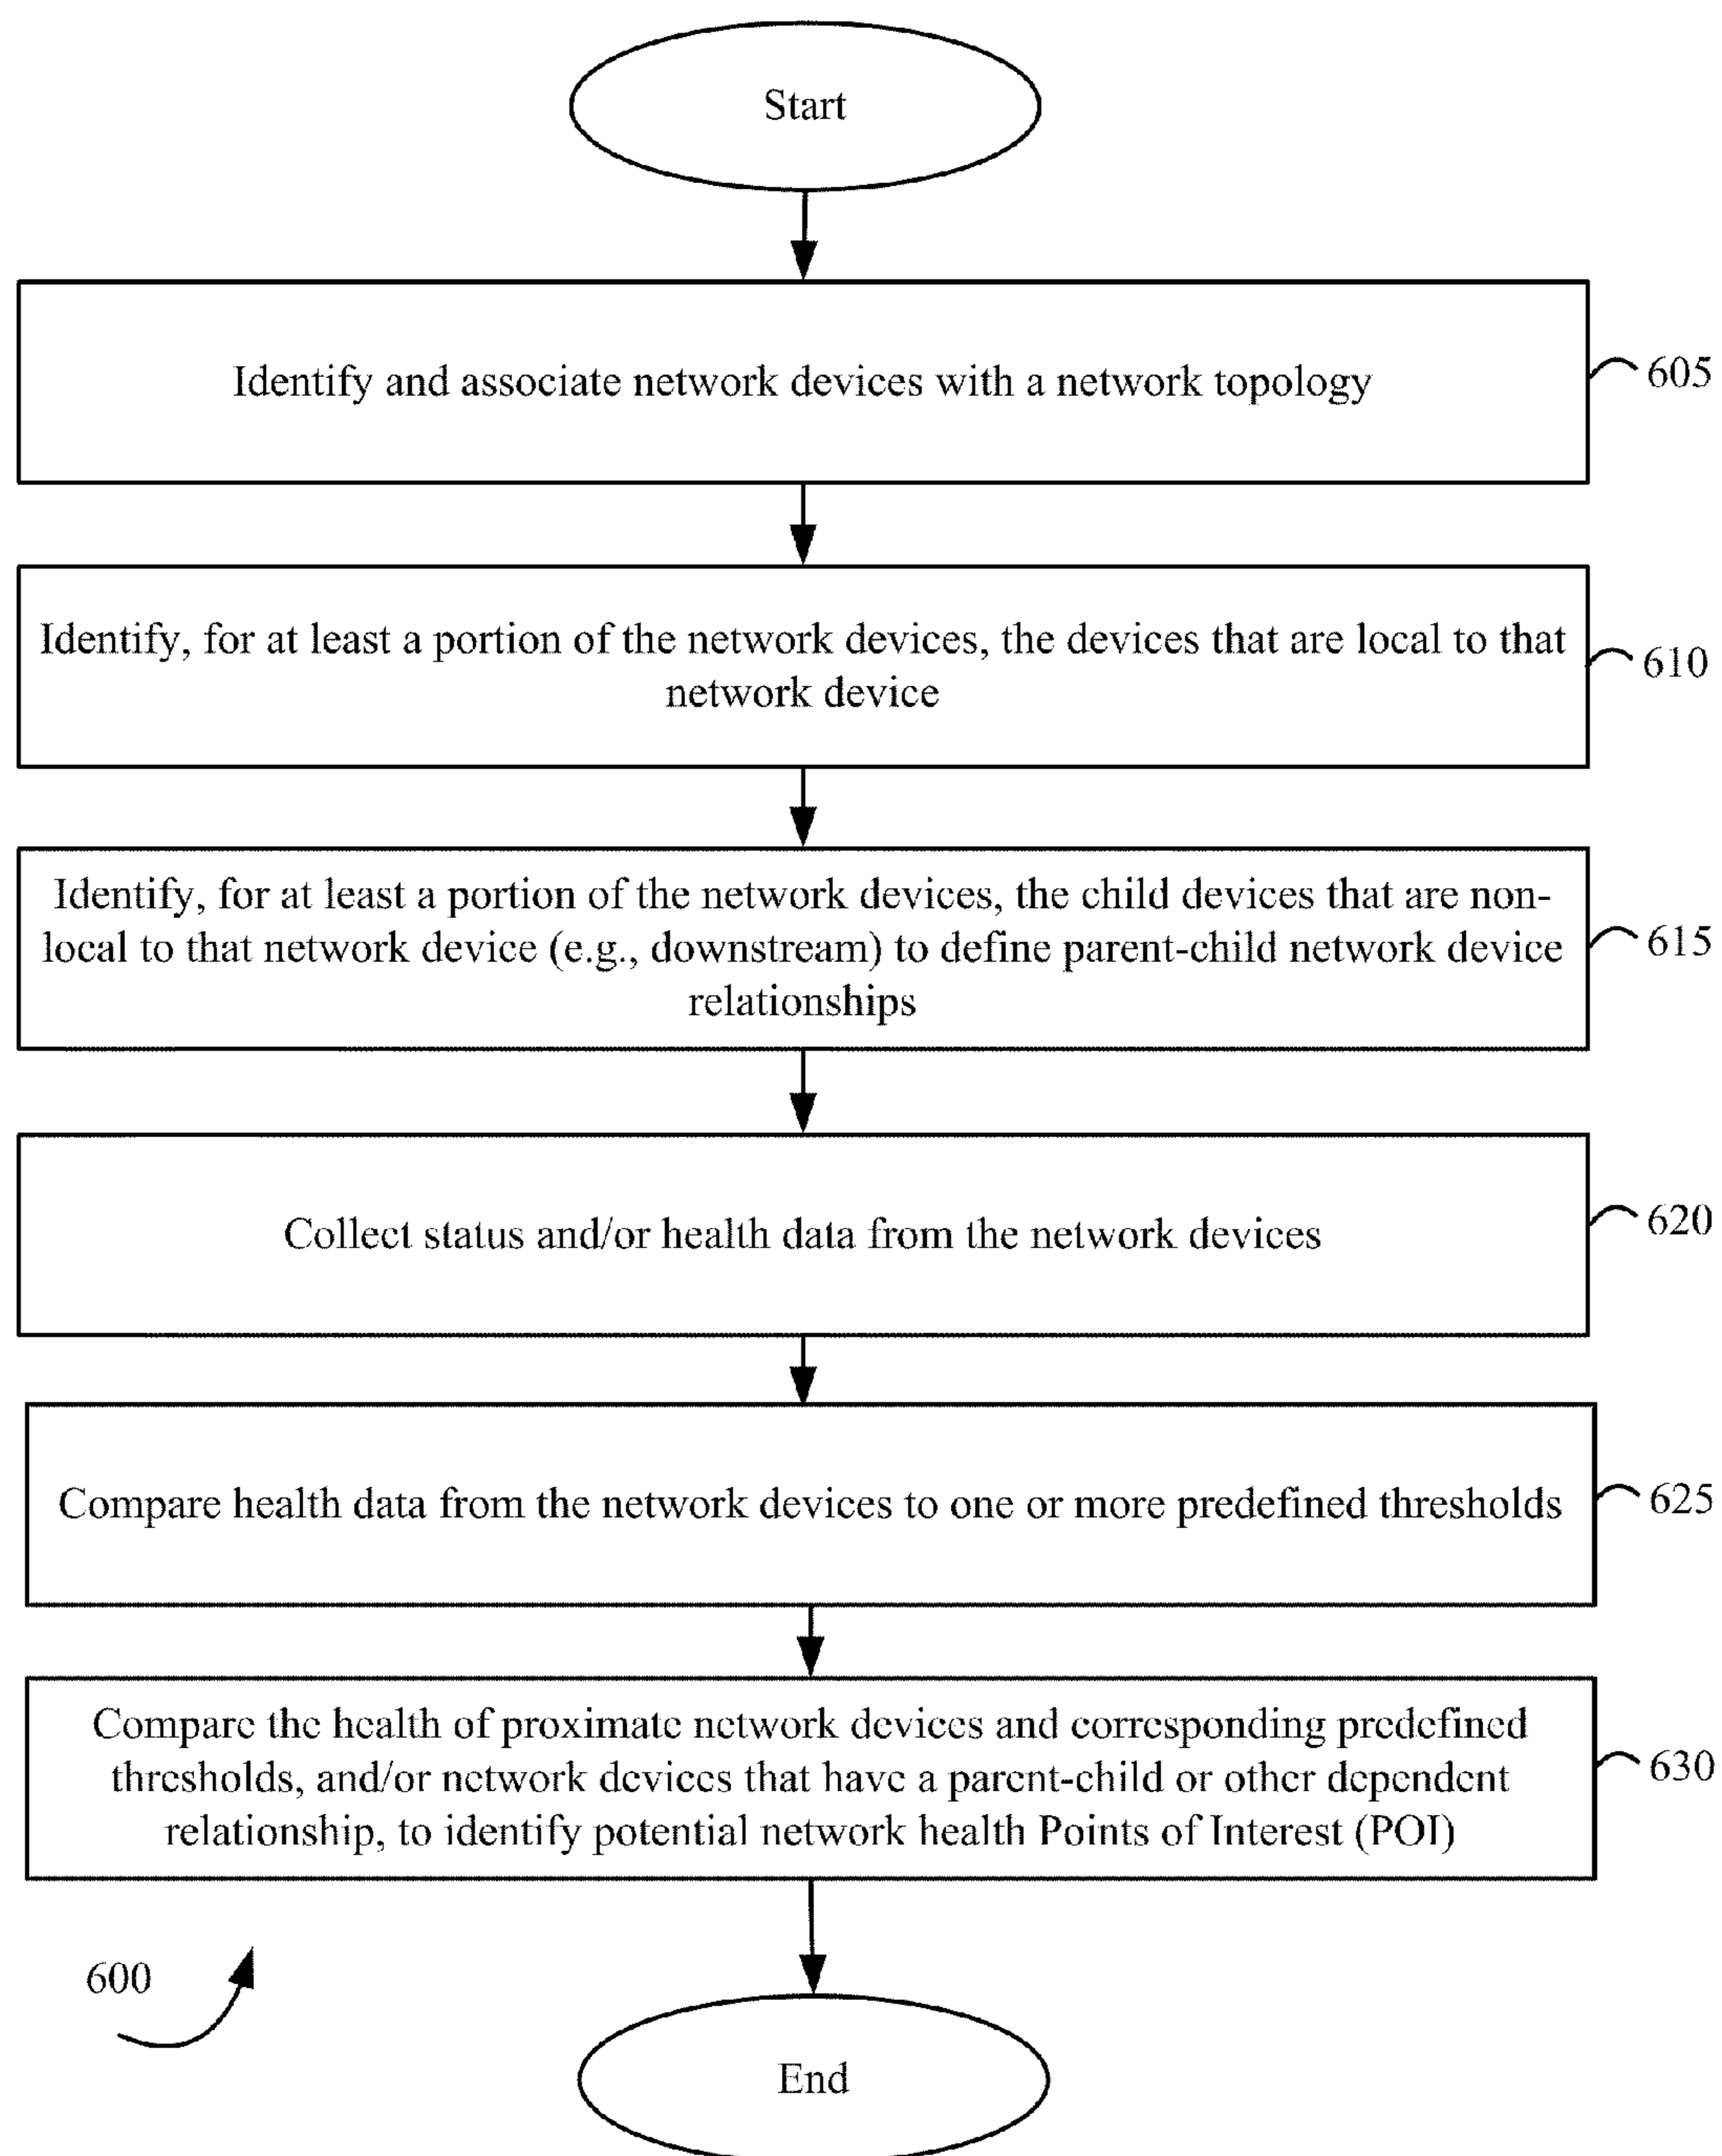 Start
Identify and associate network devices with a network topology
605
Identify, for at least a portion of the network devices, the devices that are local to that
network device
610
Identify, for at least a portion of the network devices, the child devices that are non-
local to that network device (e.g., downstream) to define parent-child network device
relationships
615
Collect status and/or health data from the network devices
620
Compare health data from the network devices to one or more predefined thresholds
625
Compare the health of proximate network devices and corresponding predefined
thresholds, and/or network devices that have a parent-child or other dependent
relationship, to identify potential network health Points of Interest (POI)
630
600
End